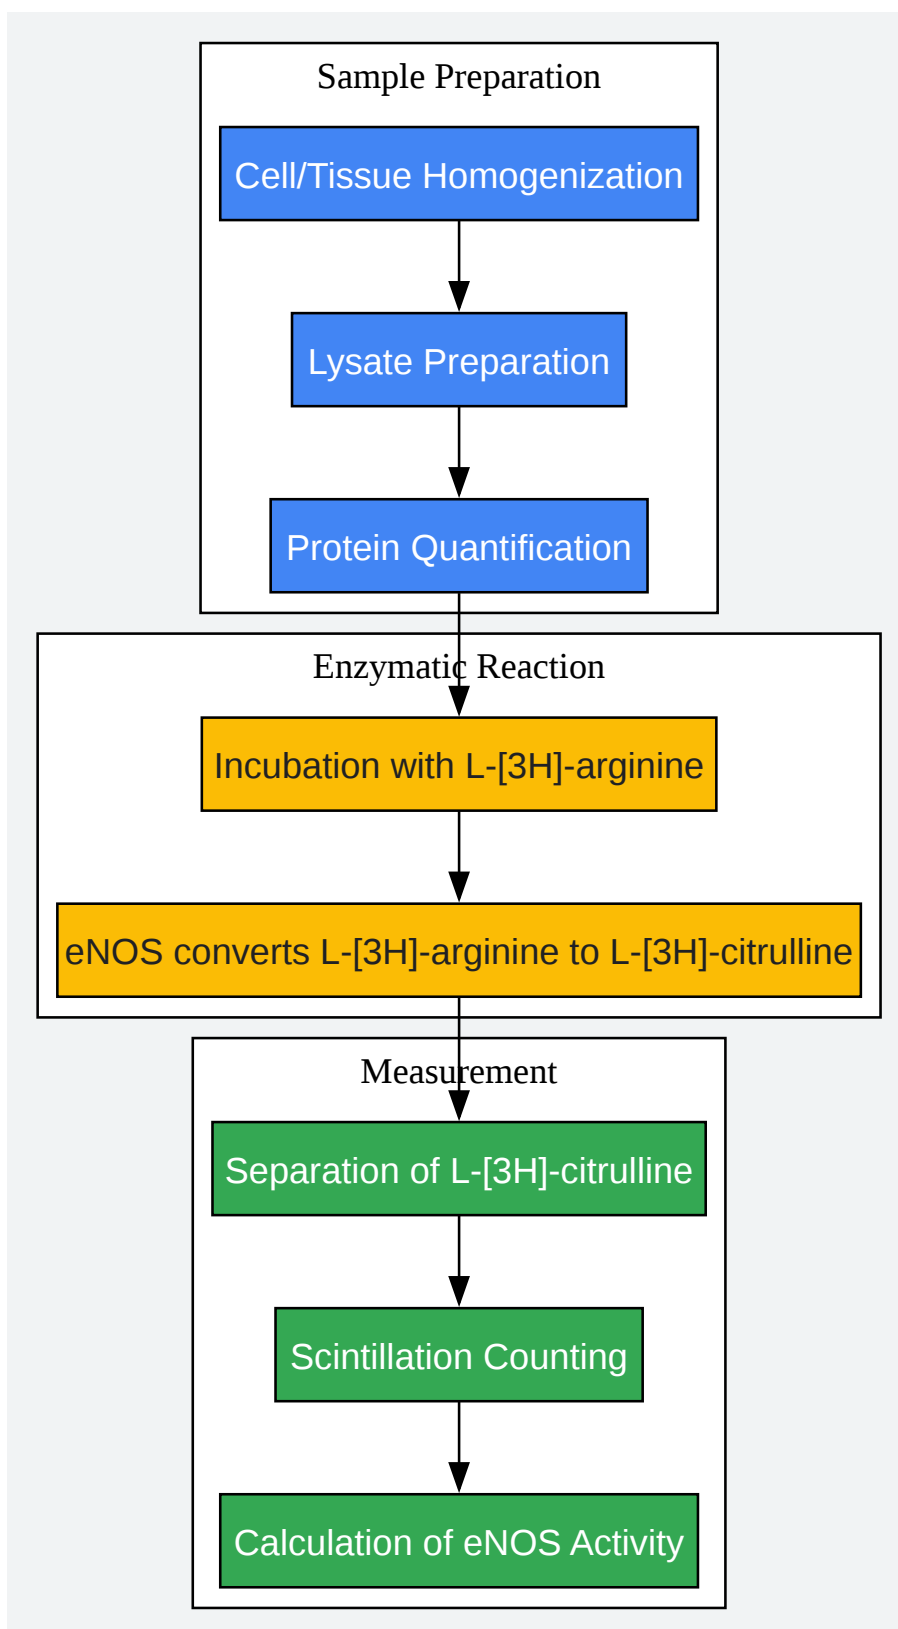 Sample Preparation
Cell/Tissue Homogenization
Lysate Preparation
Protein Quantification
Enzymatic Reaction
Incubation with L-[3H]-arginine
eNOS converts L-[3H]-arginine to L-[3H]-citrulline
Measurement
Separation of L-[3H]-citrulline
Scintillation Counting
Calculation of eNOS Activity